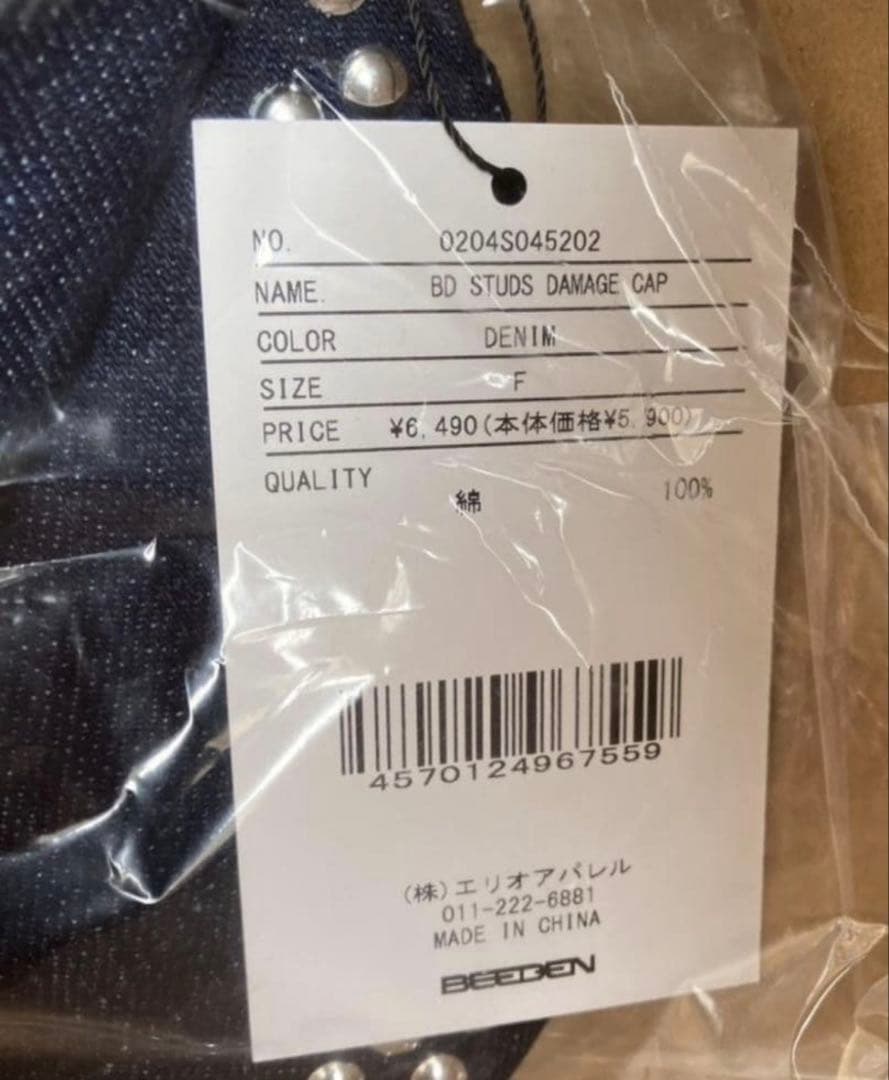 NO. 0204S045202
NAME. BD STUDS DAMAGE CAP
COLOR DENIM
SIZE F
PRICE ¥6,490(本体価格¥5,900)
QUALITY
綿 100%
4570124967559
(株)エリオアパレル
011-222-6881
MADE IN CHINA
BEEDEN